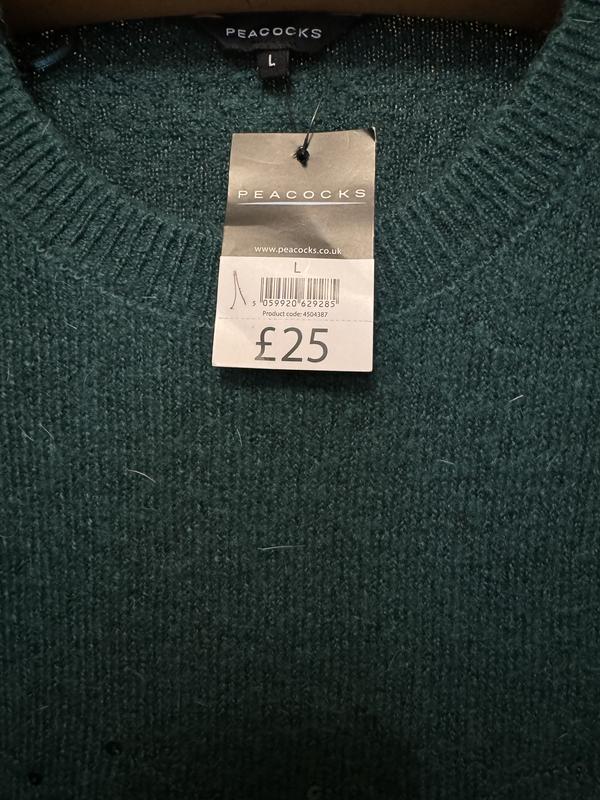 PEACOCKS
L
PEACOCKS
www.peacocks.co.uk
L
5 059920 629285
Product code: 4504387
£25